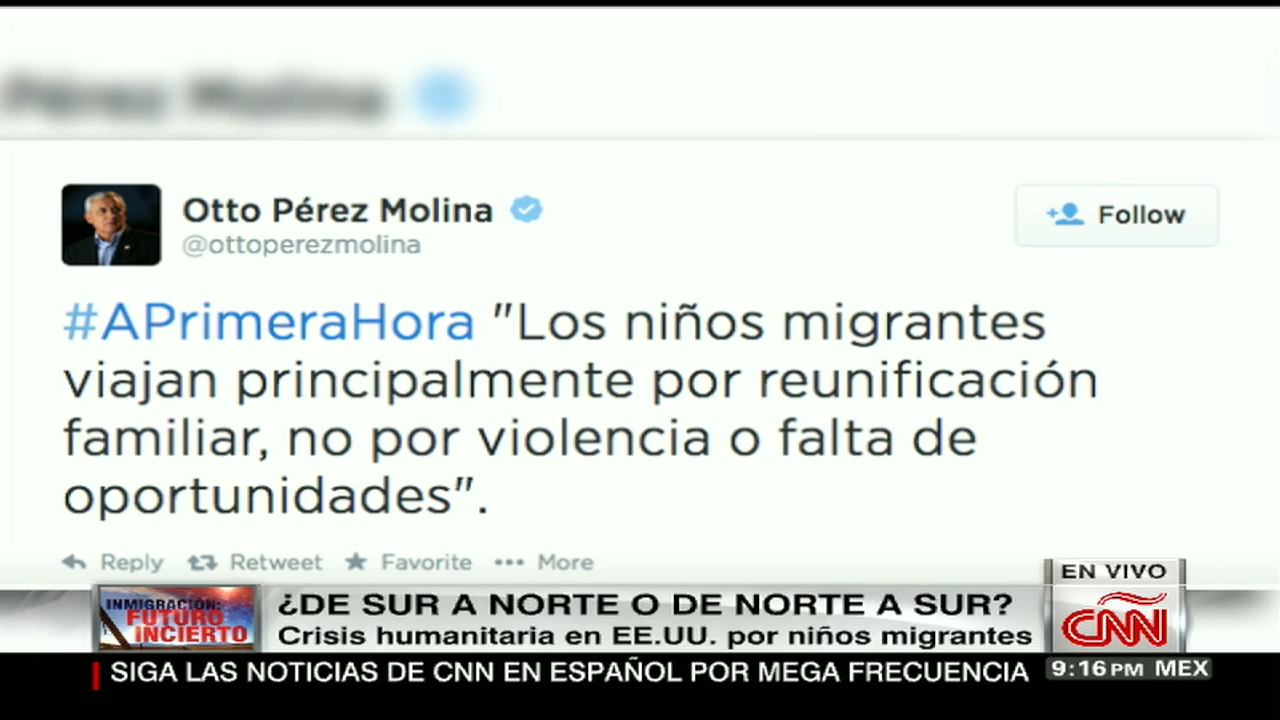 Pérez Molina
Otto Pérez Molina
@ottoperezmolina
Follow
#APrimeraHora "Los niños migrantes
viajan principalmente por reunificación
familiar, no por violencia o falta de
oportunidades".
Reply Retweet Favorite More
EN VIVO
INMIGRACIÓN:
FUTURO
INCIERTO
¿DE SUR A NORTE O DE NORTE A SUR?
Crisis humanitaria en EE.UU. por niños migrantes
CÑN
SIGA LAS NOTICIAS DE CNN EN ESPAÑOL POR MEGA FRECUENCIA
9:16 PM MEX